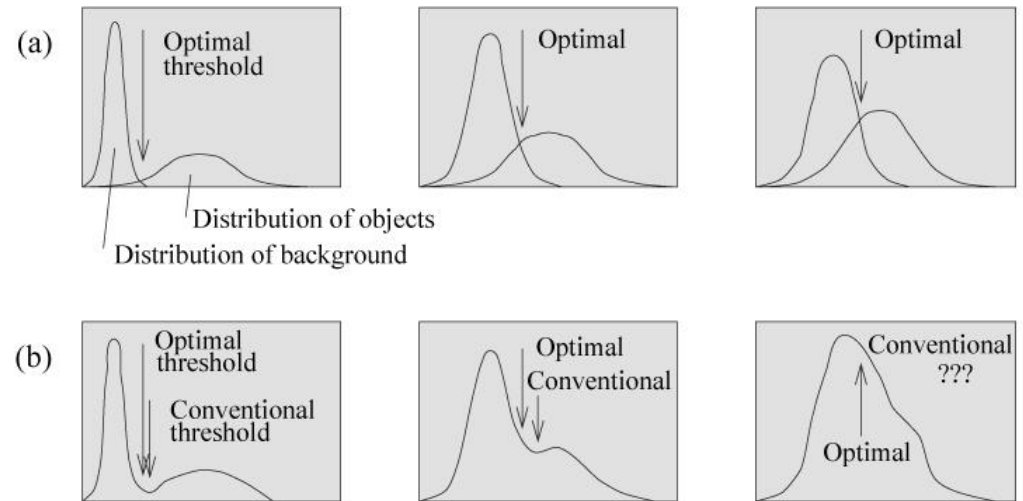 (a)
Optimal
threshold
Optimal
Optimal
Distribution of objects
Distribution of background
(b)
Optimal
threshold
Conventional
threshold
Optimal
Conventional
Conventional
???
Optimal